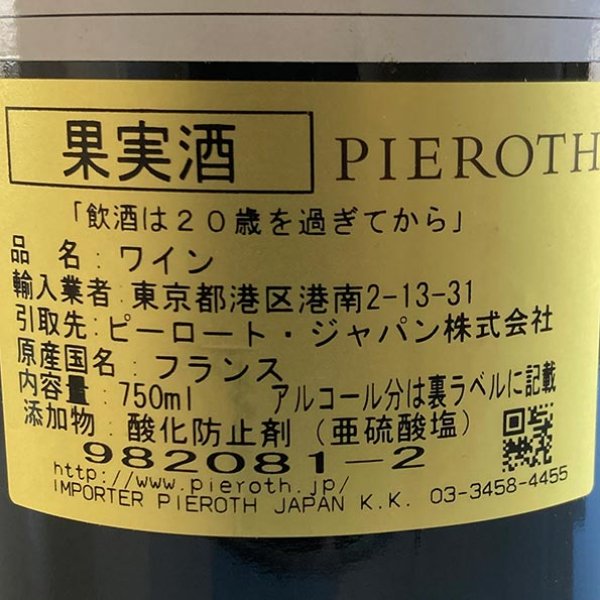 果実酒 PIEROTH
「飲酒は２０歳を過ぎてから」
品名：ワイン
輸入業者：東京都港区港南2-13-31
引取先：ピーロート・ジャパン株式会社
原産国名：フランス
内容量：750ml アルコール分は裏ラベルに記載
添加物：酸化防止剤（亜硫酸塩）
982081-2
http://www.pieroth.jp/
IMPORTER PIEROTH JAPAN K.K. 03-3458-4455